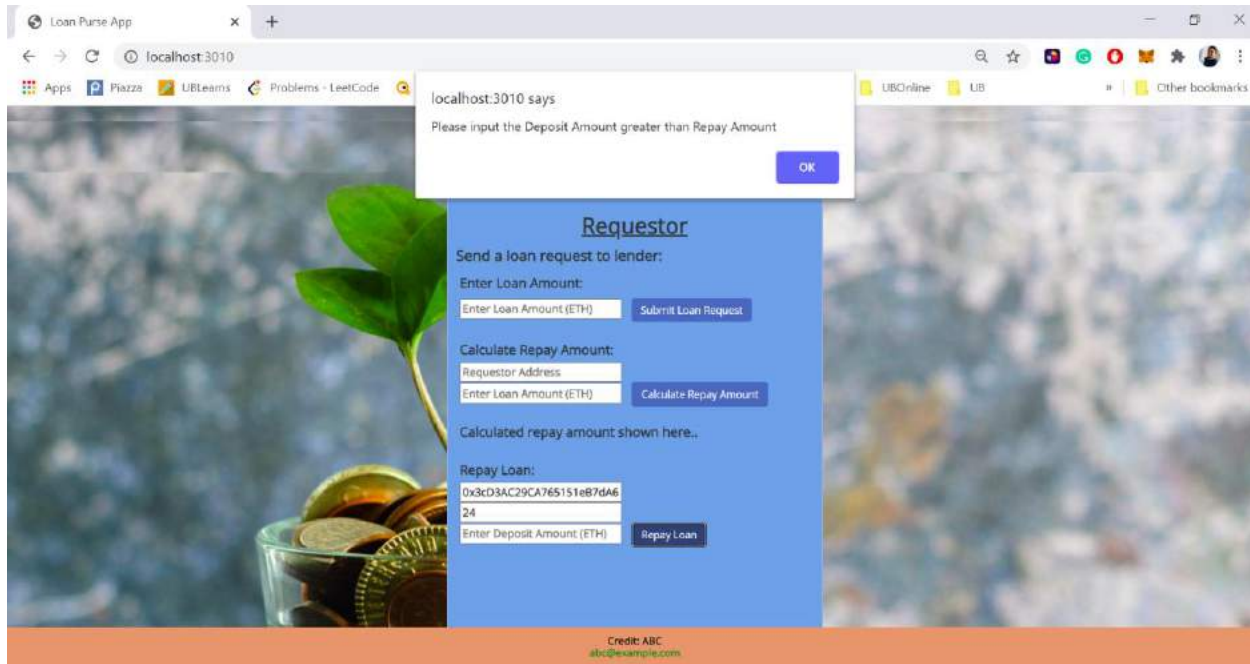 Loan Purse App
localhost:3010
Apps Piazza UBLearns Problems - LeetCode UBOnline UB Other bookmarks
localhost:3010 says
Please input the Deposit Amount greater than Repay Amount
OK
Requestor
Send a loan request to lender:
Enter Loan Amount:
Enter Loan Amount (ETH) Submit Loan Request
Calculate Repay Amount:
Requestor Address
Enter Loan Amount (ETH) Calculate Repay Amount
Calculated repay amount shown here..
Repay Loan:
0x3cD3AC29CA765151eB7dA6
24
Enter Deposit Amount (ETH) Repay Loan
Credit: ABC
abc@example.com